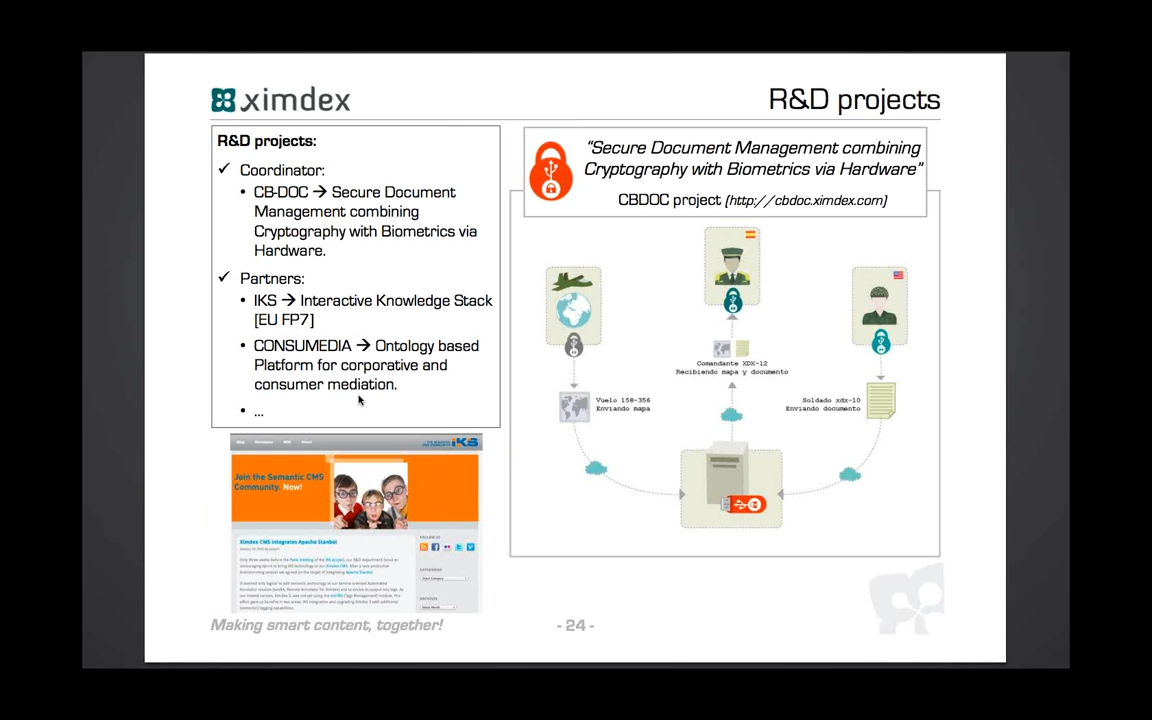 ximdex
R&D projects
R&D projects:
✓ Coordinator:
• CB-DOC → Secure Document
Management combining
Cryptography with Biometrics via
Hardware.
✓ Partners:
• IKS → Interactive Knowledge Stack
[EU FP7]
• CONSUMEDIA → Ontology based
Platform for corporative and
consumer mediation.
• ...
“Secure Document Management combining
Cryptography with Biometrics via Hardware”
CBDOC project (http://cbdoc.ximdex.com)
Comandante XDX-12
Recibiendo mapa y documento
Vuelo 158-356
Enviando mapa
Soldado xdx-10
Enviando documento
iKS
Join the Semantic CMS
Community. Now!
Ximdex CMS integrates Apache Stanbol
FOLLOW US
Making smart content, together!
- 24 -